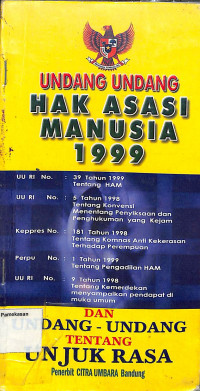 UNDANG UNDANG
HAK ASASI
MANUSIA
1999
UU RI No. : 39 Tahun 1999
Tentang HAM
UU RI No. : 5 Tahun 1998
Tentang Konvensi
Menentang Penyiksaan dan
Penghukuman yang Kejam
Keppres No. : 181 Tahun 1998
Tentang Komnas Anti Kekerasan
Terhadap Perempuan
Perpu No. : 1 Tahun 1999
Tentang Pengadilan HAM
UU RI No. : 9 Tahun 1998
Tentang Kemerdekan
menyampaikan pendapat di
muka umum
DAN
UNDANG - UNDANG
TENTANG
UNJUK RASA
Penerbit CITRA UMBARA Bandung